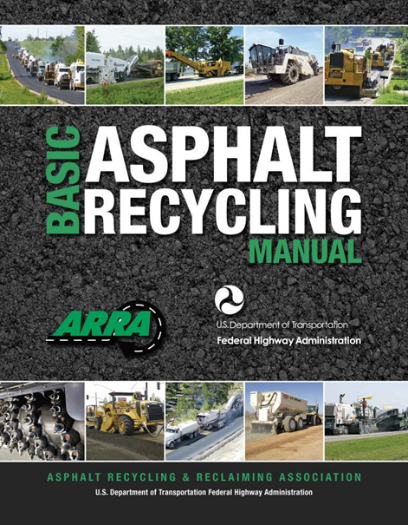 BASIC
ASPHALT
RECYCLING
MANUAL
ARRA
U.S. Department of Transportation
Federal Highway Administration
ASPHALT RECYCLING & RECLAIMING ASSOCIATION
U.S. Department of Transportation Federal Highway Administration